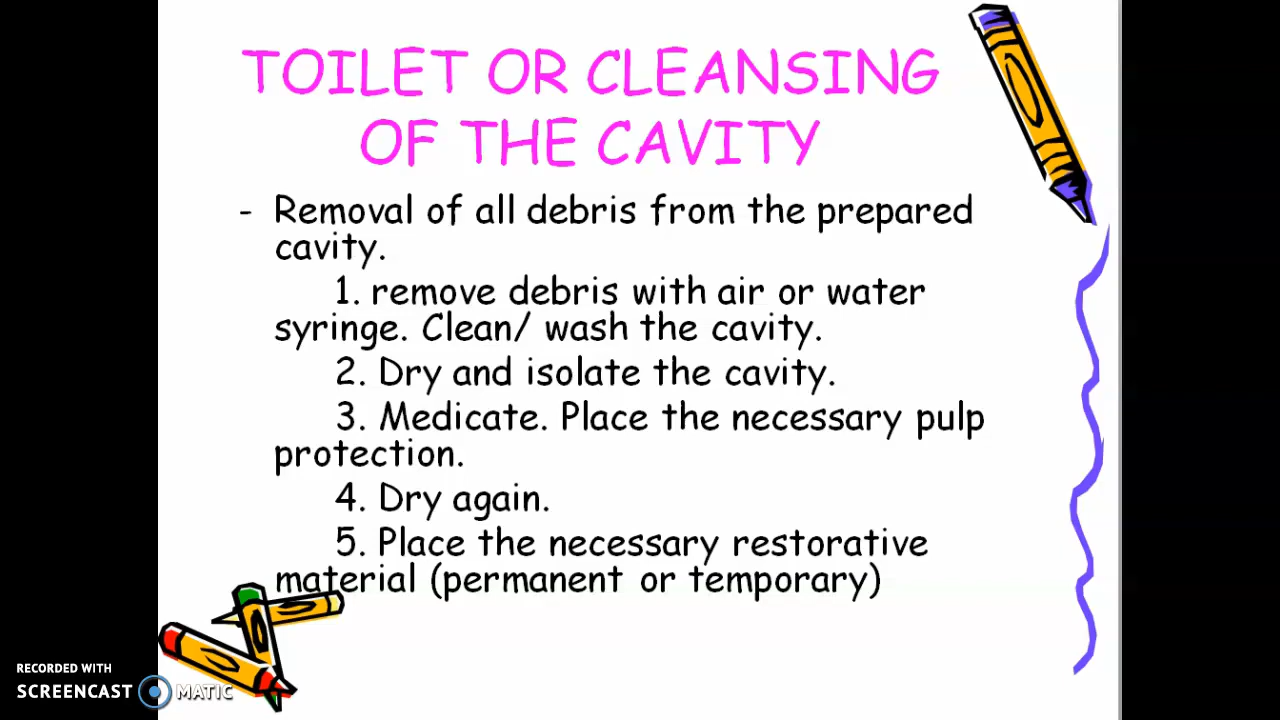 TOILET OR CLEANSING
OF THE CAVITY
- Removal of all debris from the prepared
cavity.
1. remove debris with air or water
syringe. Clean/ wash the cavity.
2. Dry and isolate the cavity.
3. Medicate. Place the necessary pulp
protection.
4. Dry again.
5. Place the necessary restorative
material (permanent or temporary)
RECORDED WITH
SCREENCAST MATIC